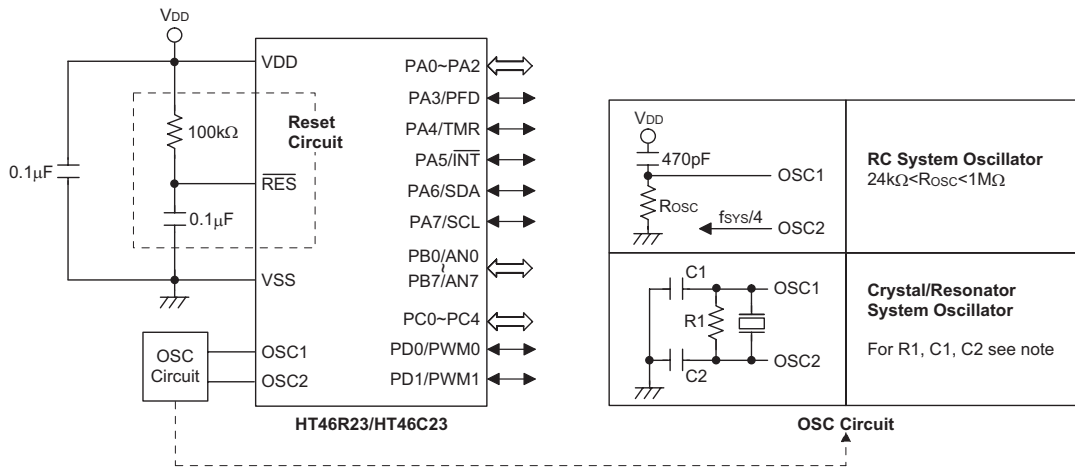 VDD
VDD
100kΩ
Reset
Circuit
0.1μF
RES
0.1μF
VSS
OSC
Circuit
OSC1
OSC2
PA0~PA2
PA3/PFD
PA4/TMR
PA5/INT
PA6/SDA
PA7/SCL
PB0/AN0
~
PB7/AN7
PC0~PC4
PD0/PWM0
PD1/PWM1
HT46R23/HT46C23
VDD
470pF
OSC1
ROSC
fSYS/4
OSC2
RC System Oscillator
24kΩ<ROSC<1MΩ
C1
OSC1
R1
OSC2
C2
Crystal/Resonator
System Oscillator
For R1, C1, C2 see note
OSC Circuit